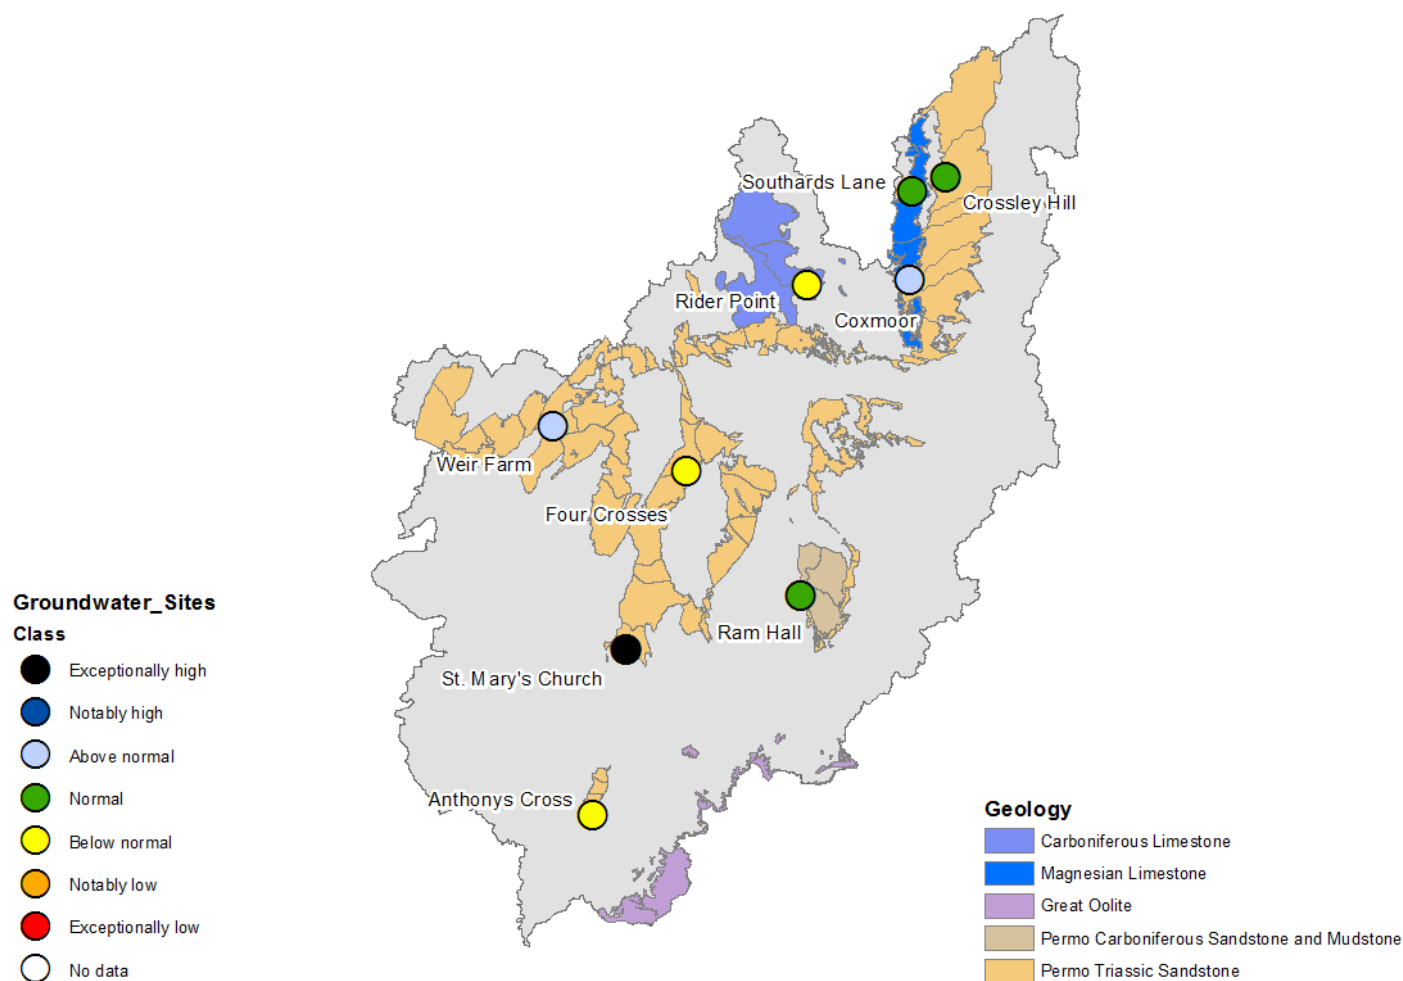 Southards Lane
Crossley Hill
Rider Point
Coxmoor
Weir Farm
Four Crosses
Ram Hall
St. Mary's Church
Anthonys Cross
Groundwater_Sites
Class
Exceptionally high
Notably high
Above normal
Normal
Below normal
Notably low
Exceptionally low
No data
Geology
Carboniferous Limestone
Magnesian Limestone
Great Oolite
Permo Carboniferous Sandstone and Mudstone
Permo Triassic Sandstone